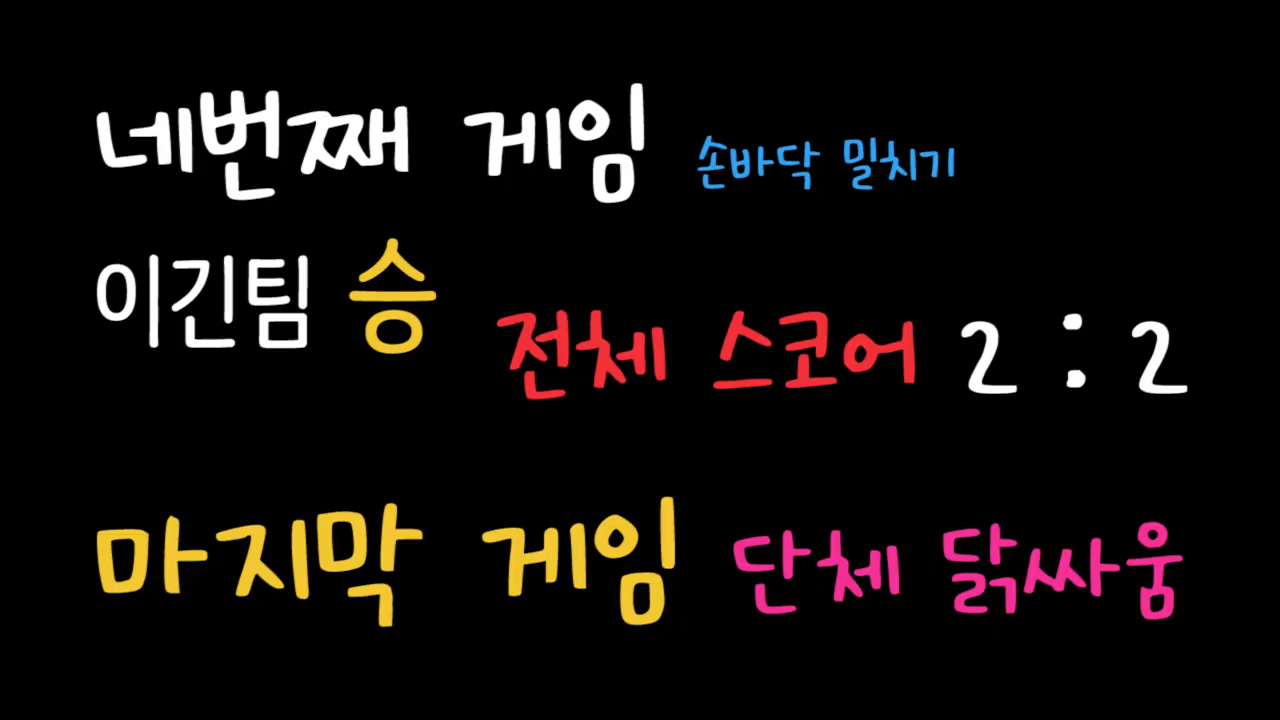 네번째 게임 손바닥 밀치기
이긴팀 승
전체 스코어 2 : 2
마지막 게임 단체 닭싸움